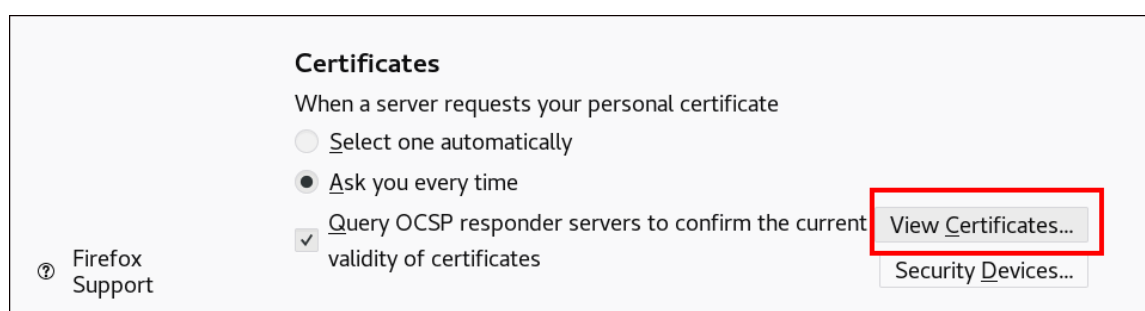 Certificates
When a server requests your personal certificate
Select one automatically
Ask you every time
Query OCSP responder servers to confirm the current
validity of certificates
View Certificates...
Security Devices...
Firefox
Support